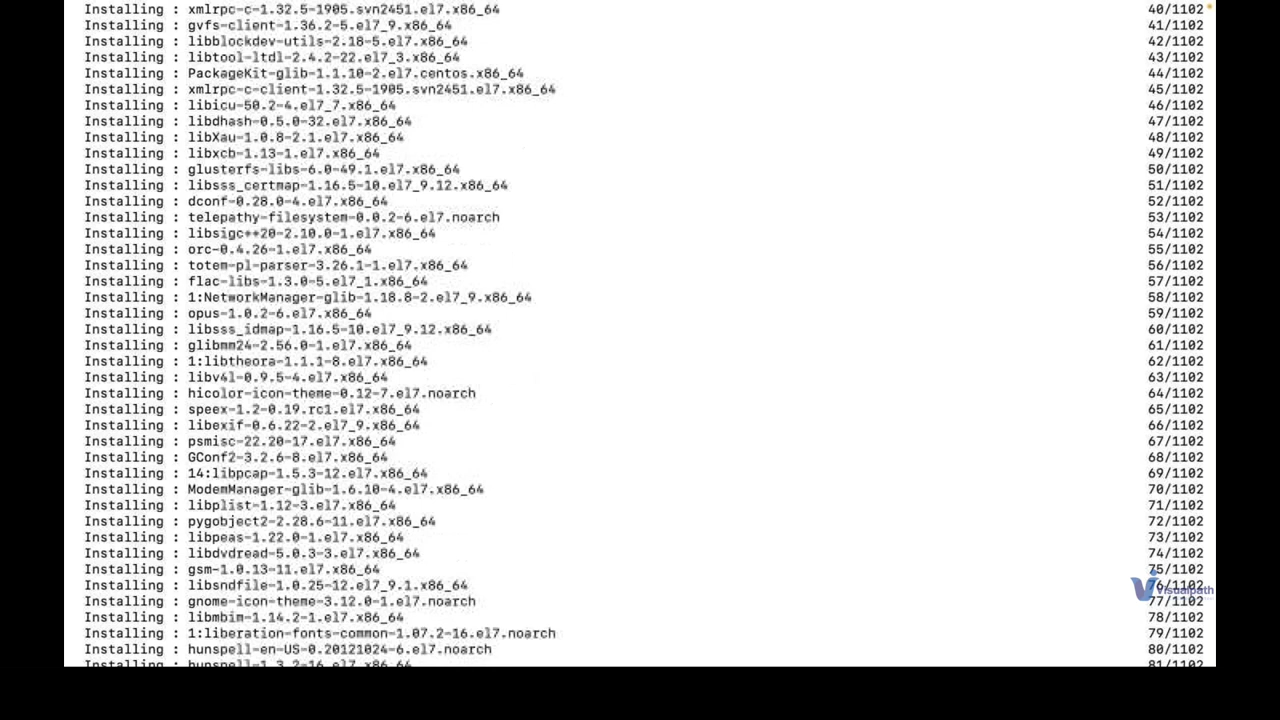 Installing : xmlrpc-c-1.32.5-1905.svn2451.el7.x86_64 40/1102
Installing : gvfs-client-1.36.2-5.el7_9.x86_64 41/1102
Installing : libblockdev-utils-2.18-5.el7.x86_64 42/1102
Installing : libtool-ltdl-2.4.2-22.el7_3.x86_64 43/1102
Installing : PackageKit-glib-1.1.10-2.el7.centos.x86_64 44/1102
Installing : xmlrpc-c-client-1.32.5-1905.svn2451.el7.x86_64 45/1102
Installing : libicu-50.2-4.el7_7.x86_64 46/1102
Installing : libdhash-0.5.0-32.el7.x86_64 47/1102
Installing : libXau-1.0.8-2.1.el7.x86_64 48/1102
Installing : libxcb-1.13-1.el7.x86_64 49/1102
Installing : glusterfs-libs-6.0-49.1.el7.x86_64 50/1102
Installing : libsss_certmap-1.16.5-10.el7_9.12.x86_64 51/1102
Installing : dconf-0.28.0-4.el7.x86_64 52/1102
Installing : telepathy-filesystem-0.0.2-6.el7.noarch 53/1102
Installing : libsigc++20-2.10.0-1.el7.x86_64 54/1102
Installing : orc-0.4.26-1.el7.x86_64 55/1102
Installing : totem-pl-parser-3.26.1-1.el7.x86_64 56/1102
Installing : flac-libs-1.3.0-5.el7_1.x86_64 57/1102
Installing : 1:NetworkManager-glib-1.18.8-2.el7_9.x86_64 58/1102
Installing : opus-1.0.2-6.el7.x86_64 59/1102
Installing : libsss_idmap-1.16.5-10.el7_9.12.x86_64 60/1102
Installing : glibmm24-2.56.0-1.el7.x86_64 61/1102
Installing : 1:libtheora-1.1.1-8.el7.x86_64 62/1102
Installing : libv4l-0.9.5-4.el7.x86_64 63/1102
Installing : hicolor-icon-theme-0.12-7.el7.noarch 64/1102
Installing : speex-1.2-0.19.rc1.el7.x86_64 65/1102
Installing : libexif-0.6.22-2.el7_9.x86_64 66/1102
Installing : psmisc-22.20-17.el7.x86_64 67/1102
Installing : GConf2-3.2.6-8.el7.x86_64 68/1102
Installing : 14:libpcap-1.5.3-12.el7.x86_64 69/1102
Installing : ModemManager-glib-1.6.10-4.el7.x86_64 70/1102
Installing : libplist-1.12-3.el7.x86_64 71/1102
Installing : pygobject2-2.28.6-11.el7.x86_64 72/1102
Installing : libpeas-1.22.0-1.el7.x86_64 73/1102
Installing : libdvdread-5.0.3-3.el7.x86_64 74/1102
Installing : gsm-1.0.13-11.el7.x86_64 75/1102
Installing : libsndfile-1.0.25-12.el7_9.1.x86_64 76/1102
Visualpath
Installing : gnome-icon-theme-3.12.0-1.el7.noarch 77/1102
Installing : libmbim-1.14.2-1.el7.x86_64 78/1102
Installing : 1:liberation-fonts-common-1.07.2-16.el7.noarch 79/1102
Installing : hunspell-en-US-0.20121024-6.el7.noarch 80/1102
Installing : hunspell-1.3.2-16.el7.x86_64 81/1102